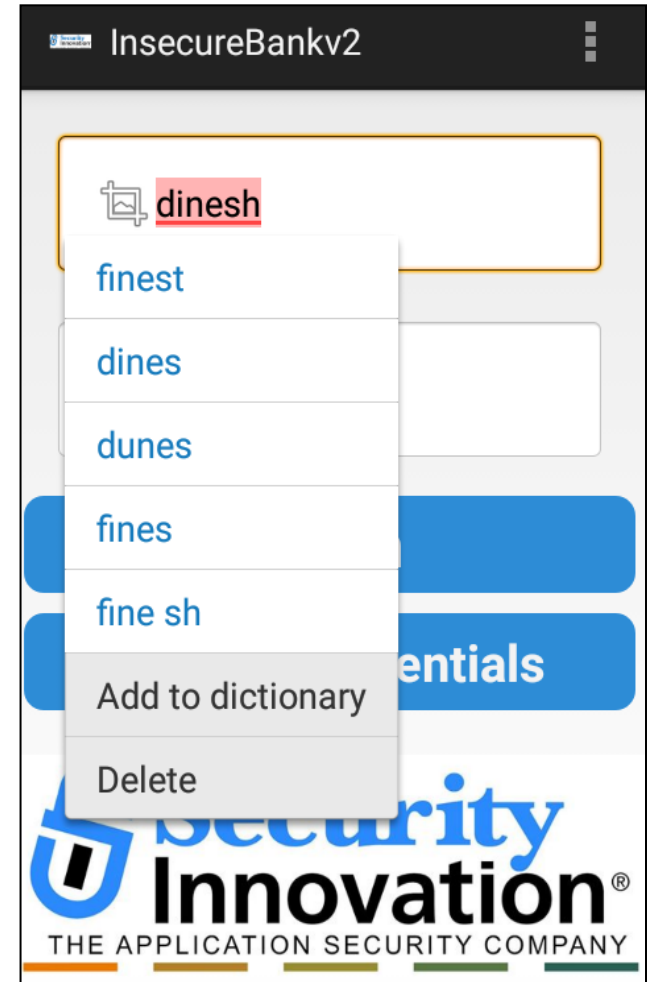 InsecureBankv2
dinesh
finest
dines
dunes
fines
fine sh
entials
Add to dictionary
Delete
Security
Innovation®
THE APPLICATION SECURITY COMPANY